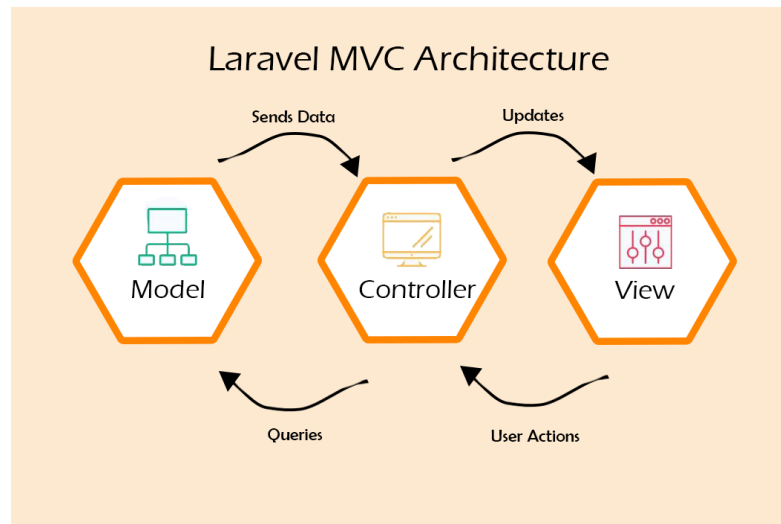 Laravel MVC Architecture
Sends Data
Updates
Model
Controller
View
Queries
User Actions